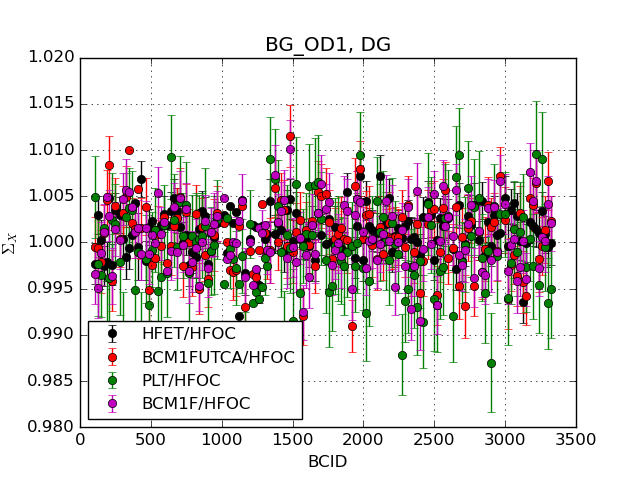 BG_OD1, DG
1.020
1.015
1.010
1.005
1.000
0.995
0.990
0.985
0.980
Σ_X
HFET/HFOC
BCM1FUTCA/HFOC
PLT/HFOC
BCM1F/HFOC
0 500 1000 1500 2000 2500 3000 3500
BCID